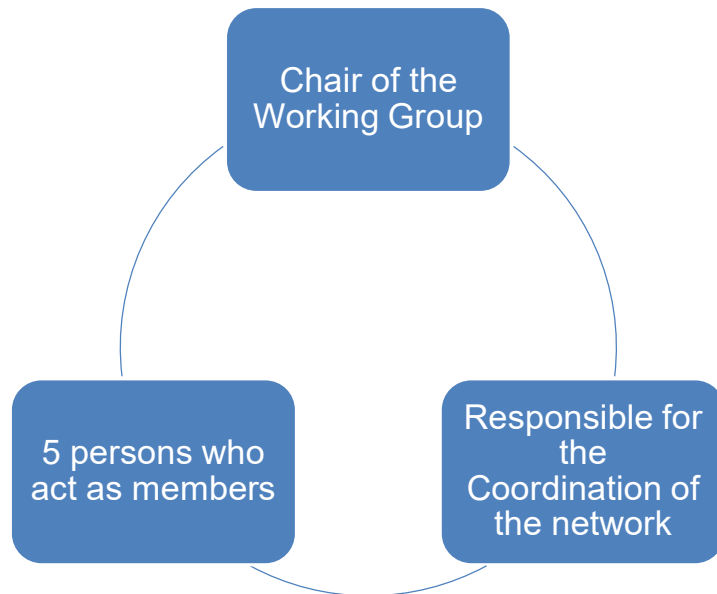 Chair of the
Working Group
5 persons who
act as members
Responsible for
the
Coordination of
the network